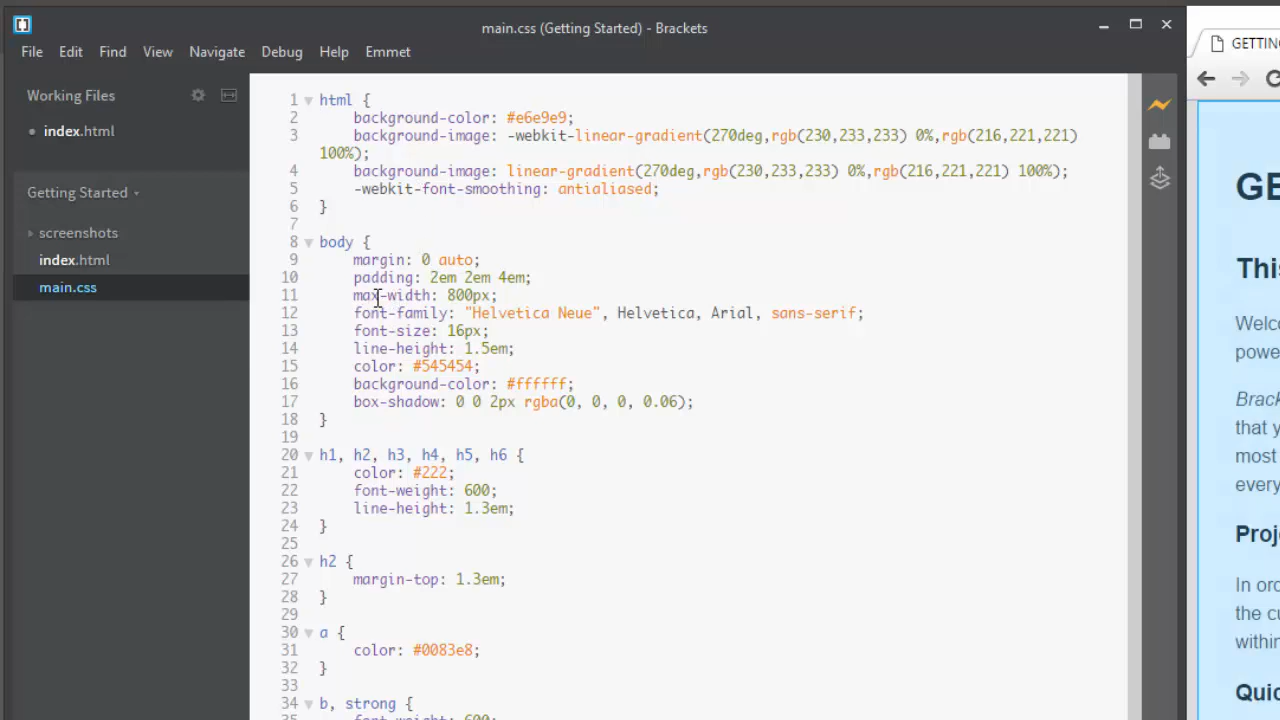 main.css (Getting Started) - Brackets
File Edit Find View Navigate Debug Help Emmet
Working Files
index.html
Getting Started
screenshots
index.html
main.css
1 html {
2 background-color: #e6e9e9;
3 background-image: -webkit-linear-gradient(270deg,rgb(230,233,233) 0%,rgb(216,221,221)
100%);
4 background-image: linear-gradient(270deg,rgb(230,233,233) 0%,rgb(216,221,221) 100%);
5 -webkit-font-smoothing: antialiased;
6 }
7
8 body {
9 margin: 0 auto;
10 padding: 2em 2em 4em;
11 max-width: 800px;
12 font-family: "Helvetica Neue", Helvetica, Arial, sans-serif;
13 font-size: 16px;
14 line-height: 1.5em;
15 color: #545454;
16 background-color: #ffffff;
17 box-shadow: 0 0 2px rgba(0, 0, 0, 0.06);
18 }
19
20 h1, h2, h3, h4, h5, h6 {
21 color: #222;
22 font-weight: 600;
23 line-height: 1.3em;
24 }
25
26 h2 {
27 margin-top: 1.3em;
28 }
29
30 a {
31 color: #0083e8;
32 }
33
34 b, strong {
GETTIN
GE
This
Welco
powe
Brack
that y
most
every
Proj
In ord
the cu
within
Quic